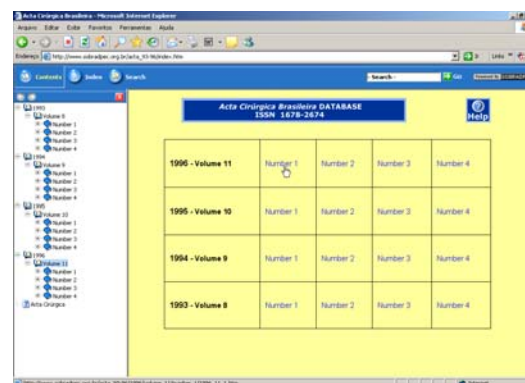 Acta Cirúrgica Brasileira - Microsoft Internet Explorer
Arquivo Editar Exibir Favoritos Ferramentas Ajuda
Endereço
Links
Contents Index Search
- Search - GO
1993
Volume 8
Number 1
Number 2
Number 3
Number 4
1994
Volume 9
Number 1
Number 2
Number 3
Number 4
1995
Volume 10
Number 1
Number 2
Number 3
Number 4
1996
Volume 11
Number 1
Number 2
Number 3
Number 4
Acta Cirúrgica
Acta Cirúrgica Brasileira DATABASE
ISSN 1678-2674
Help
1996 - Volume 11 Number 1 Number 2 Number 3 Number 4
1995 - Volume 10 Number 1 Number 2 Number 3 Number 4
1994 - Volume 9 Number 1 Number 2 Number 3 Number 4
1993 - Volume 8 Number 1 Number 2 Number 3 Number 4